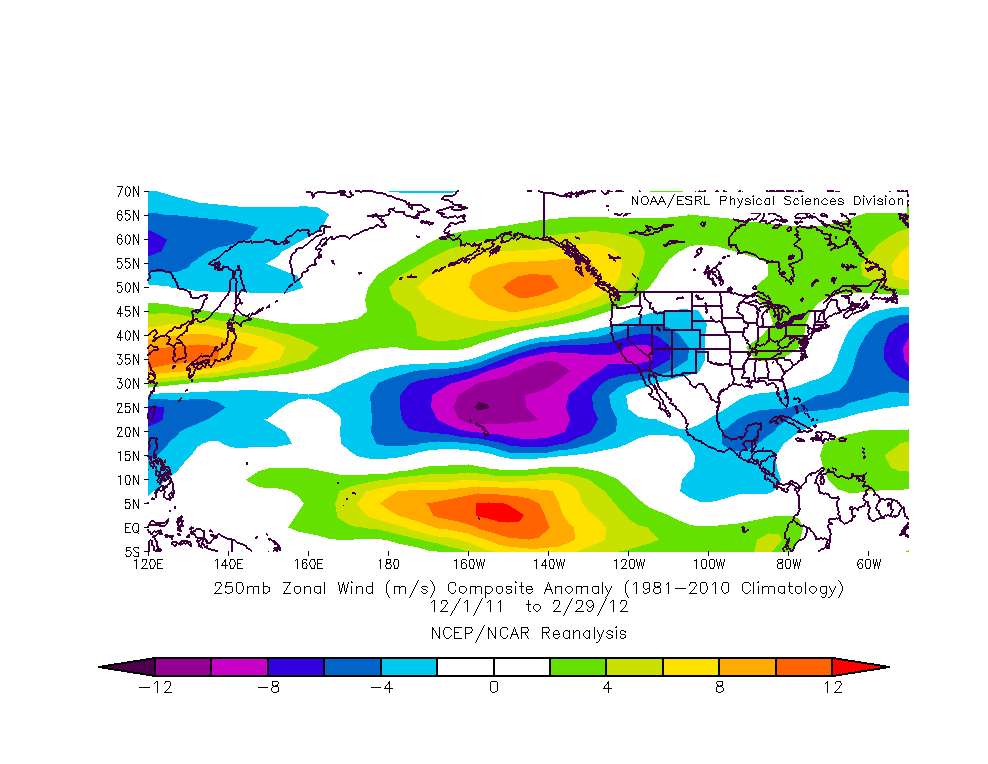 70N
NOAA/ESRL Physical Sciences Division
65N
60N
55N
50N
45N
40N
35N
30N
25N
20N
15N
10N
5N
EQ
5S
120E 140E 160E 180 160W 140W 120W 100W 80W 60W
250mb Zonal Wind (m/s) Composite Anomaly (1981-2010 Climatology)
12/1/11 to 2/29/12
NCEP/NCAR Reanalysis
-12 -8 -4 0 4 8 12